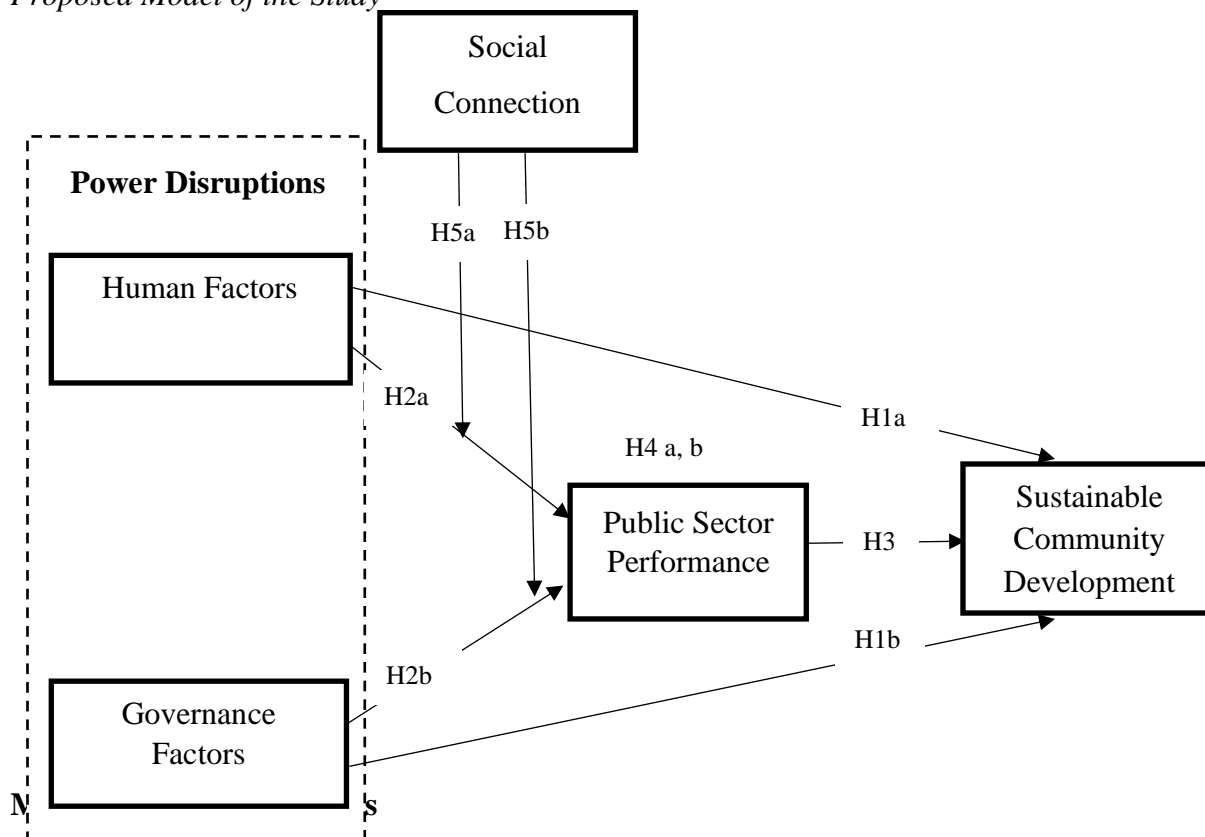 Proposed Model of the Study
Social
Connection
Power Disruptions
H5a H5b
Human Factors
H2a
H1a
H4 a, b
Public Sector
Performance
H3
Sustainable
Community
Development
H1b
H2b
Governance
Factors